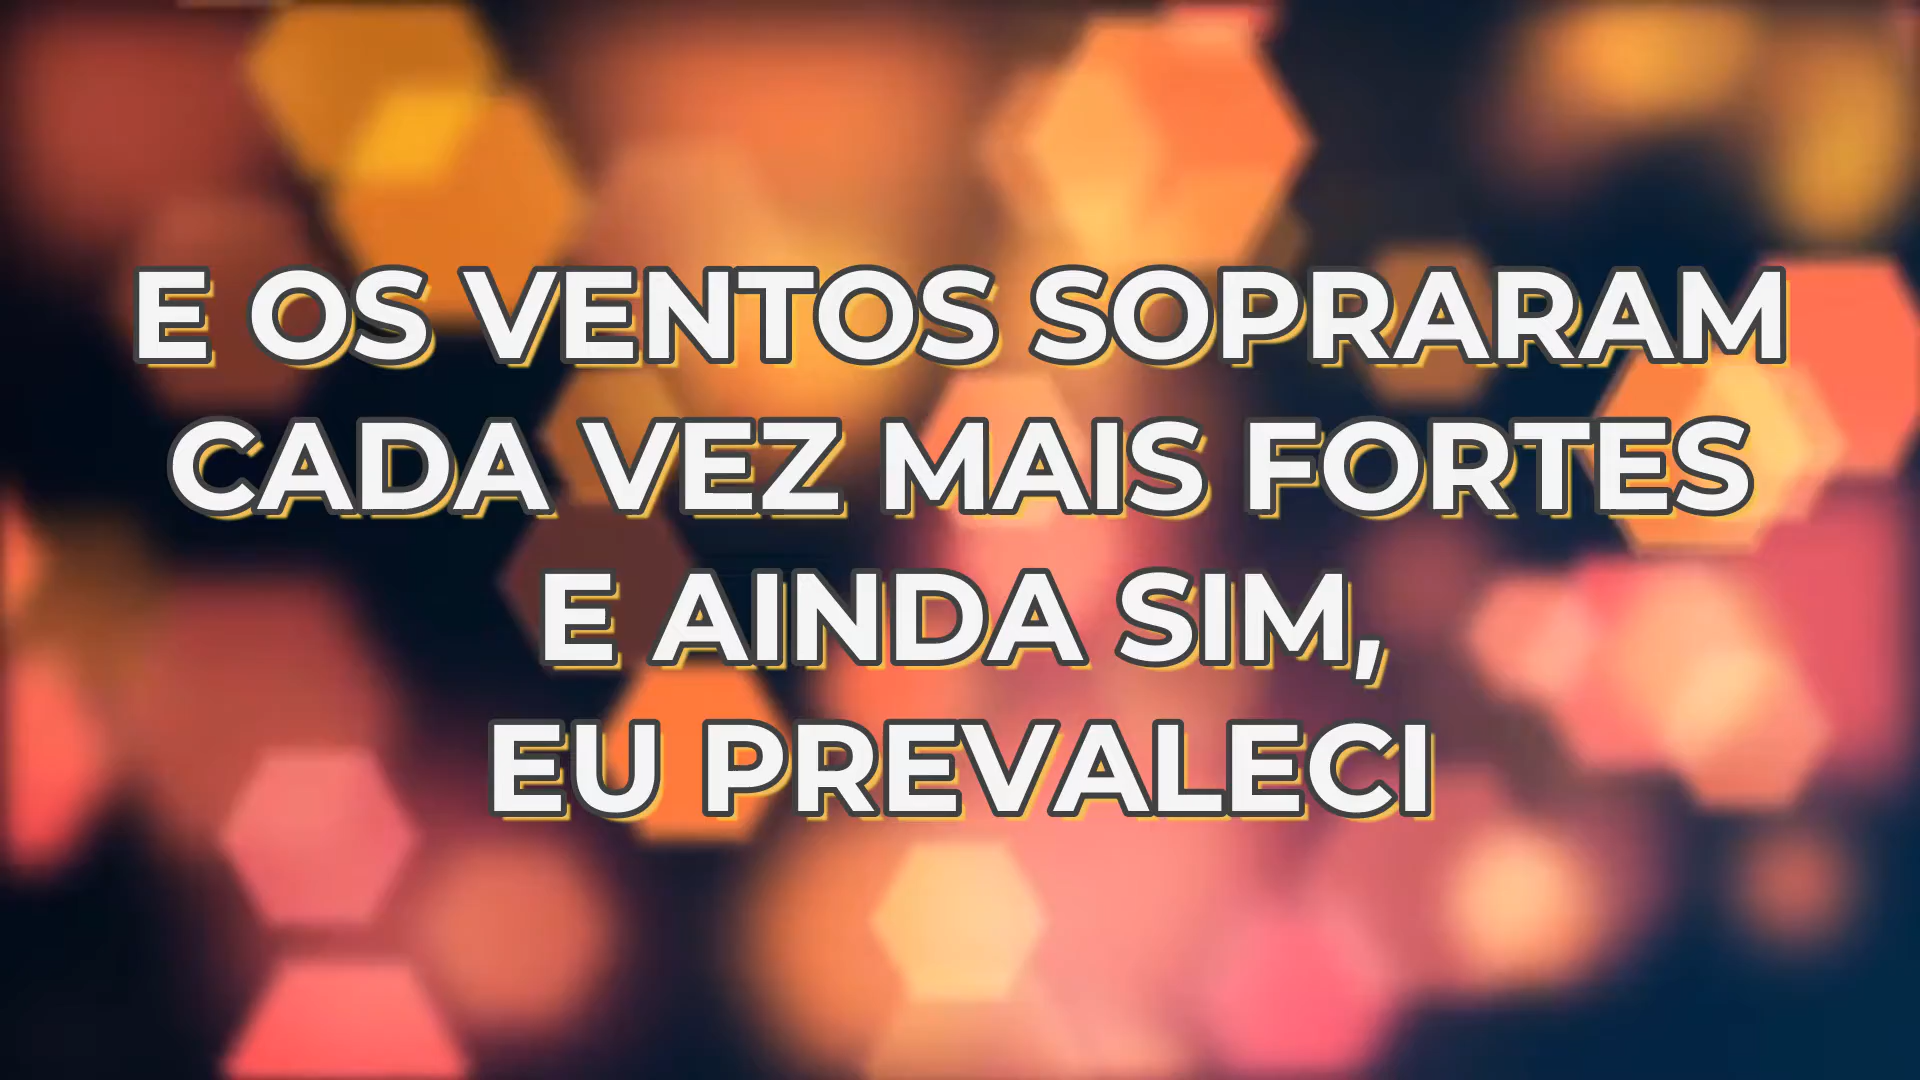 E OS VENTOS SOPRARAM
CADA VEZ MAIS FORTES
E AINDA SIM,
EU PREVALECI